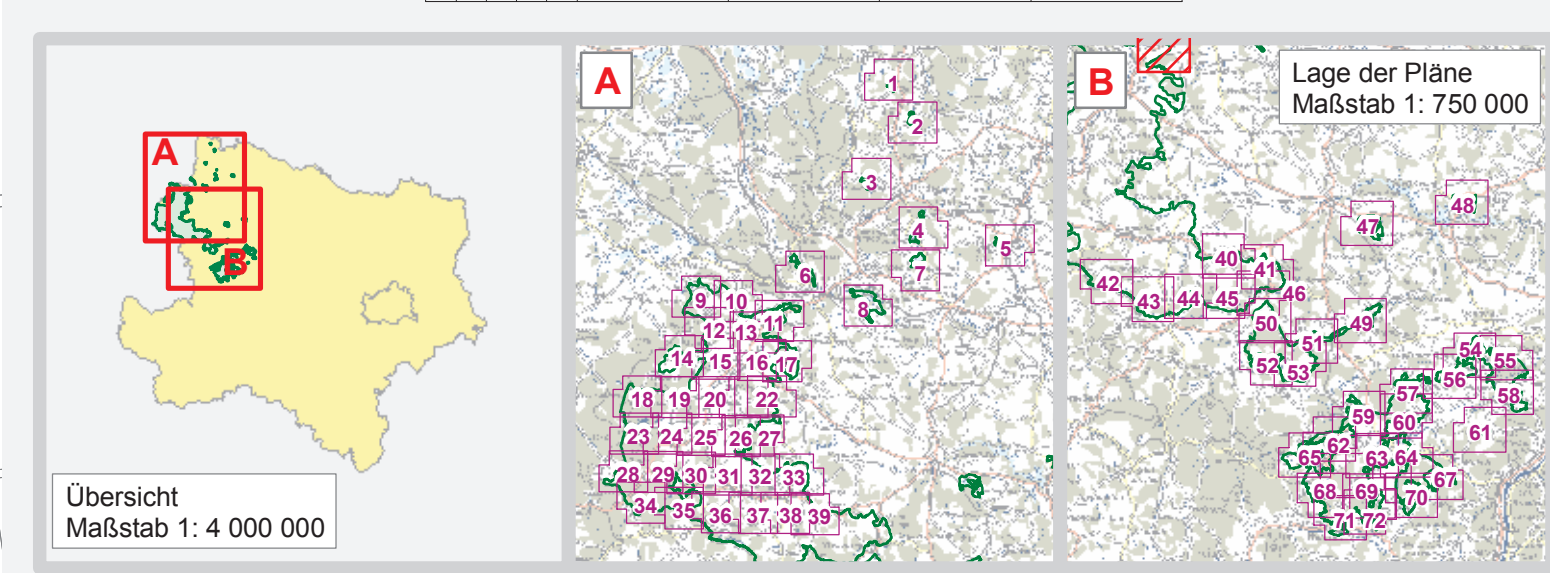 A
B
Übersicht
Maßstab 1: 4 000 000
A
1
2
3
4
5
6
7
8
9 10
11
12 13
14 15 16 17
18 19 20 22
23 24 25 26 27
28 29 30 31 32 33
34 35 36 37 38 39
B
Lage der Pläne
Maßstab 1: 750 000
48
47
40
41
42 43 44 45 46
50 49
51
52 53
54 55
56
57 58
59 60 61
62
65 63 64
67
68 69 70
71 72